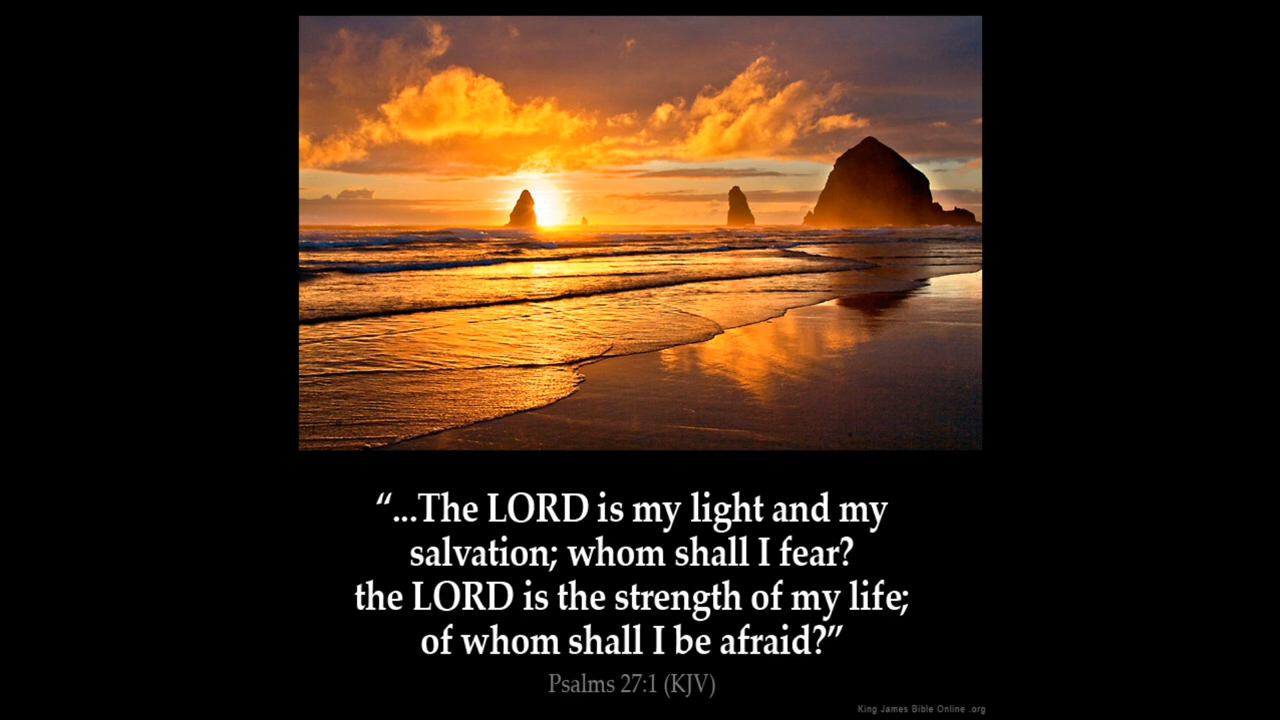 “...The LORD is my light and my
salvation; whom shall I fear?
the LORD is the strength of my life;
of whom shall I be afraid?”
Psalms 27:1 (KJV)
King James Bible Online .org